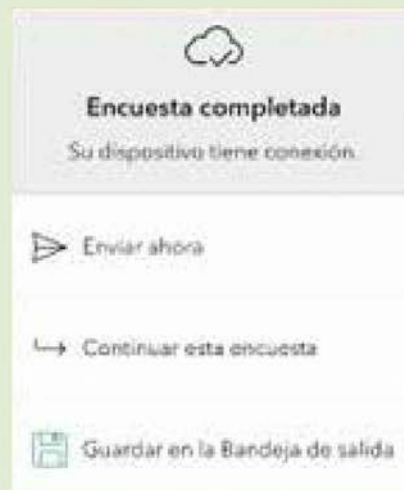 Encuesta completada
Su dispositivo tiene conexión.
Enviar ahora
Continuar esta encuesta
Guardar en la Bandeja de salida